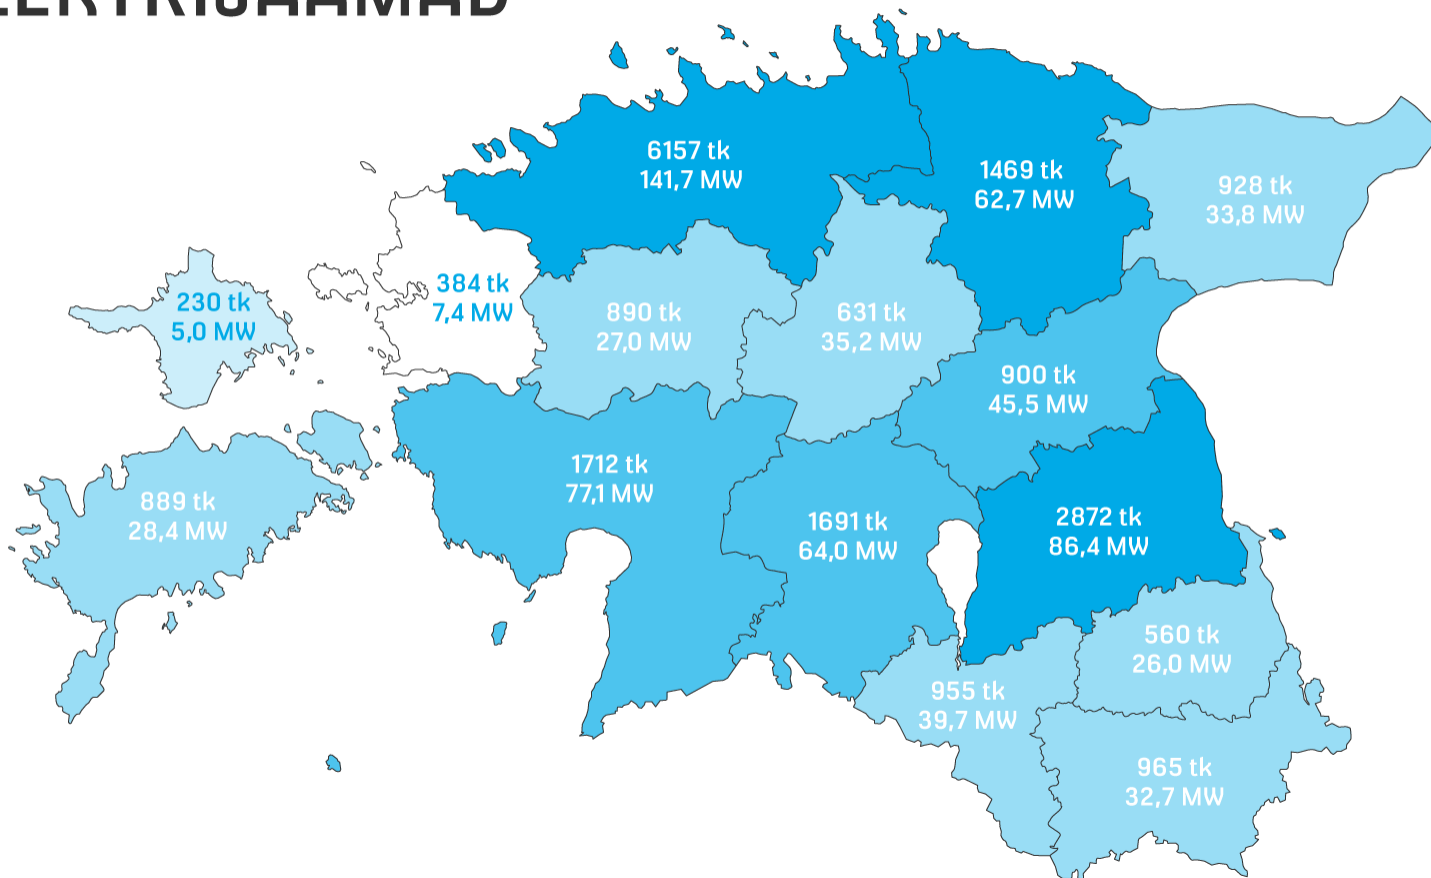 6157 tk
141,7 MW
1469 tk
62,7 MW
928 tk
33,8 MW
384 tk
7,4 MW
230 tk
5,0 MW
890 tk
27,0 MW
631 tk
35,2 MW
900 tk
45,5 MW
1712 tk
77,1 MW
889 tk
28,4 MW
1691 tk
64,0 MW
2872 tk
86,4 MW
560 tk
26,0 MW
955 tk
39,7 MW
965 tk
32,7 MW